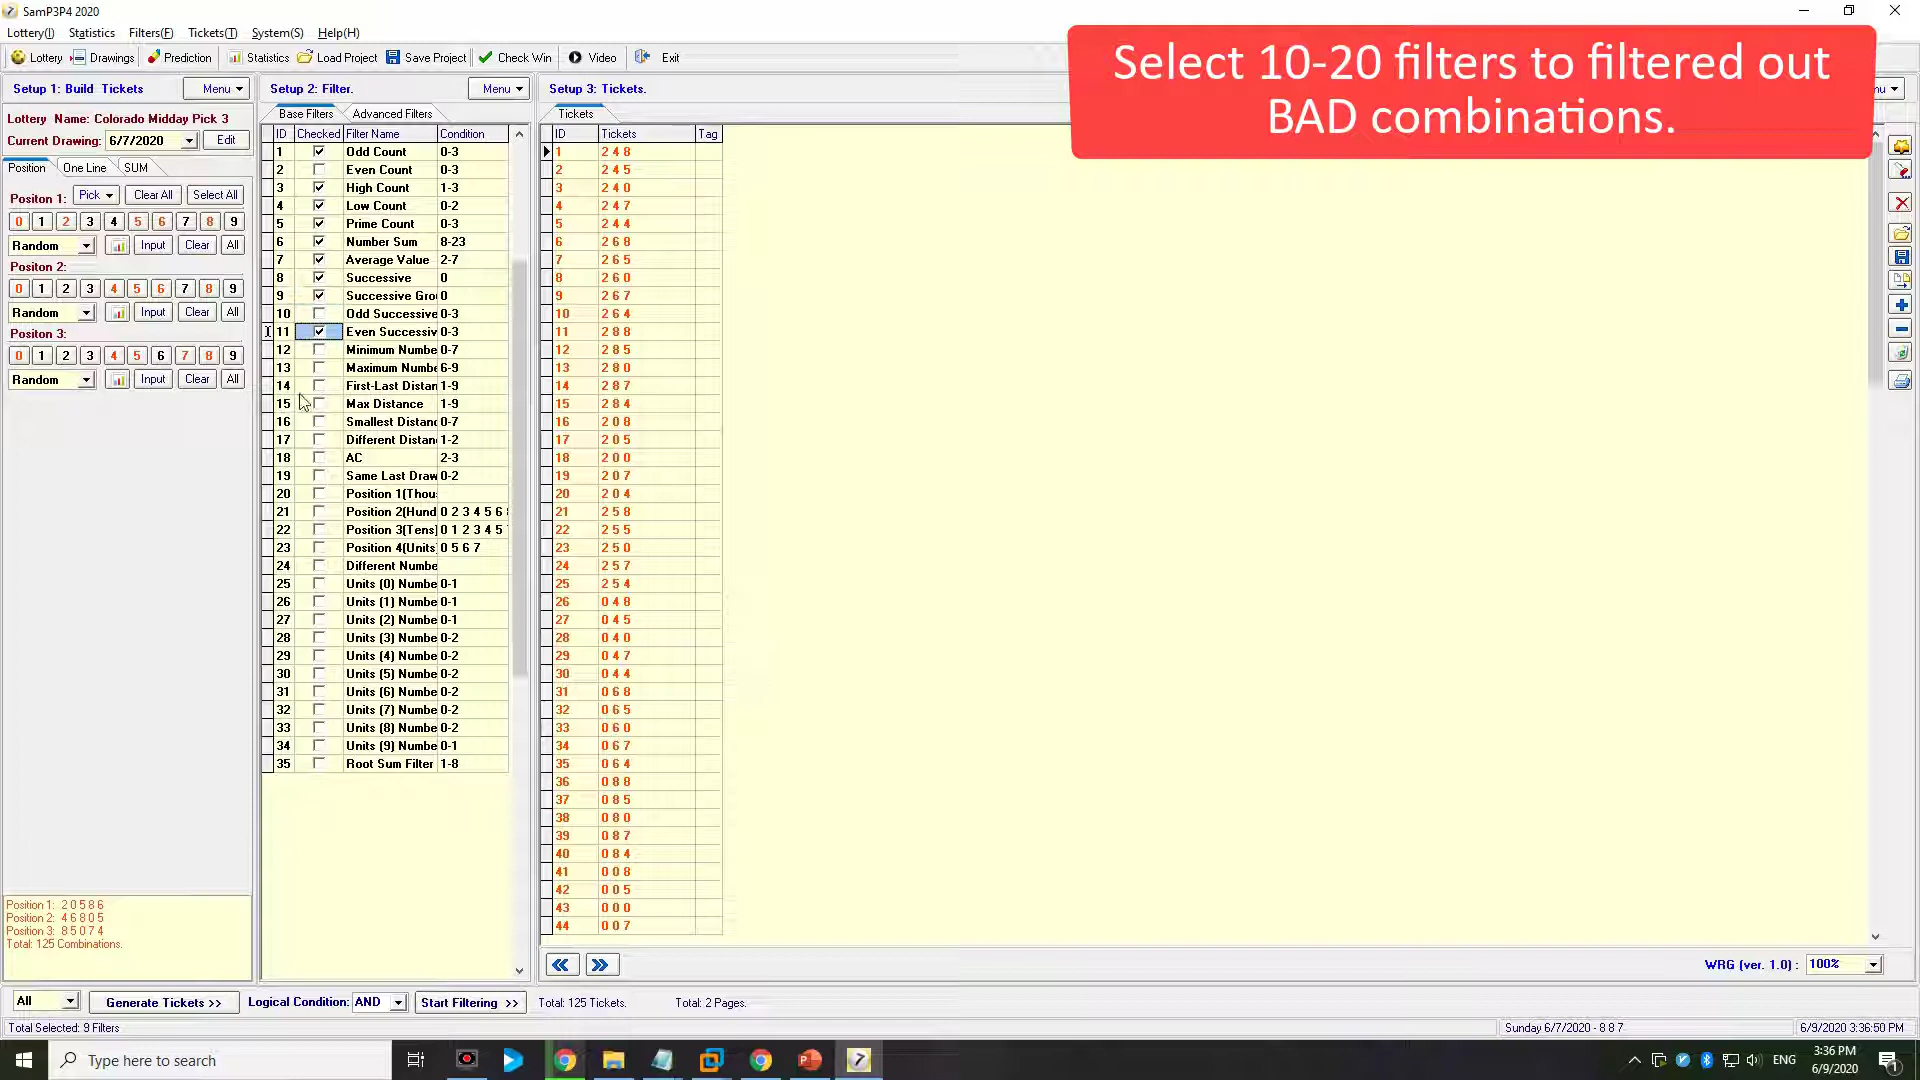 SamP3P4 2020
Lottery(J) Statistics Filters(F) Tickets(T) System(S) Help(H)
Lottery Drawings Prediction Statistics Load Project Save Project Check Win Video Exit
Select 10-20 filters to filtered out
BAD combinations.
Setup 1: Build Tickets Menu
Lottery Name: Colorado Midday Pick 3
Current Drawing: 6/7/2020 Edit
Position One Line SUM
Positon 1: Pick Clear All Select All
0 1 2 3 4 5 6 7 8 9
Random Input Clear All
Positon 2:
0 1 2 3 4 5 6 7 8 9
Random Input Clear All
Positon 3:
0 1 2 3 4 5 6 7 8 9
Random Input Clear All
Position 1: 2 0 5 8 6
Position 2: 4 6 8 0 5
Position 3: 8 5 0 7 4
Total: 125 Combinations.
All Generate Tickets >>
Total Selected: 9 Filters
Setup 2: Filter. Menu
Base Filters Advanced Filters
ID Checked Filter Name Condition
1 Odd Count 0-3
2 Even Count 0-3
3 High Count 1-3
4 Low Count 0-2
5 Prime Count 0-3
6 Number Sum 8-23
7 Average Value 2-7
8 Successive 0
9 Successive Grou 0
10 Odd Successive 0-3
11 Even Successiv 0-3
12 Minimum Numbe 0-7
13 Maximum Numbe 6-9
14 First-Last Distan 1-9
15 Max Distance 1-9
16 Smallest Distanc 0-7
17 Different Distan 1-2
18 AC 2-3
19 Same Last Draw 0-2
20 Position 1(Thou:
21 Position 2(Hund 0 2 3 4 5 6
22 Position 3(Tens) 0 1 2 3 4 5
23 Position 4(Units) 0 5 6 7
24 Different Numbe
25 Units (0) Numbe 0-1
26 Units (1) Numbe 0-1
27 Units (2) Numbe 0-1
28 Units (3) Numbe 0-2
29 Units (4) Numbe 0-2
30 Units (5) Numbe 0-2
31 Units (6) Numbe 0-2
32 Units (7) Numbe 0-2
33 Units (8) Numbe 0-2
34 Units (9) Numbe 0-1
35 Root Sum Filter 1-8
Logical Condition: AND Start Filtering >>
Setup 3: Tickets. nu
Tickets
ID Tickets Tag
1 2 4 8
2 2 4 5
3 2 4 0
4 2 4 7
5 2 4 4
6 2 6 8
7 2 6 5
8 2 6 0
9 2 6 7
10 2 6 4
11 2 8 8
12 2 8 5
13 2 8 0
14 2 8 7
15 2 8 4
16 2 0 8
17 2 0 5
18 2 0 0
19 2 0 7
20 2 0 4
21 2 5 8
22 2 5 5
23 2 5 0
24 2 5 7
25 2 5 4
26 0 4 8
27 0 4 5
28 0 4 0
29 0 4 7
30 0 4 4
31 0 6 8
32 0 6 5
33 0 6 0
34 0 6 7
35 0 6 4
36 0 8 8
37 0 8 5
38 0 8 0
39 0 8 7
40 0 8 4
41 0 0 8
42 0 0 5
43 0 0 0
44 0 0 7
WRG (ver. 1.0) : 100%
Total: 125 Tickets. Total: 2 Pages.
Sunday 6/7/2020 - 8 8 7 6/9/2020 3:36:50 PM
Type here to search
ENG
3:36 PM
6/9/2020